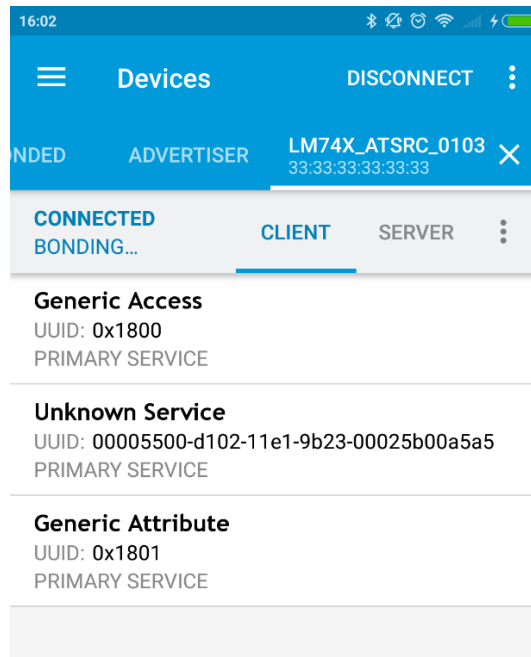 16:02
Devices
DISCONNECT
NDED
ADVERTISER
LM74X_ATSRC_0103
33:33:33:33:33:33
CONNECTED
BONDING...
CLIENT
SERVER
Generic Access
UUID: 0x1800
PRIMARY SERVICE
Unknown Service
UUID: 00005500-d102-11e1-9b23-00025b00a5a5
PRIMARY SERVICE
Generic Attribute
UUID: 0x1801
PRIMARY SERVICE